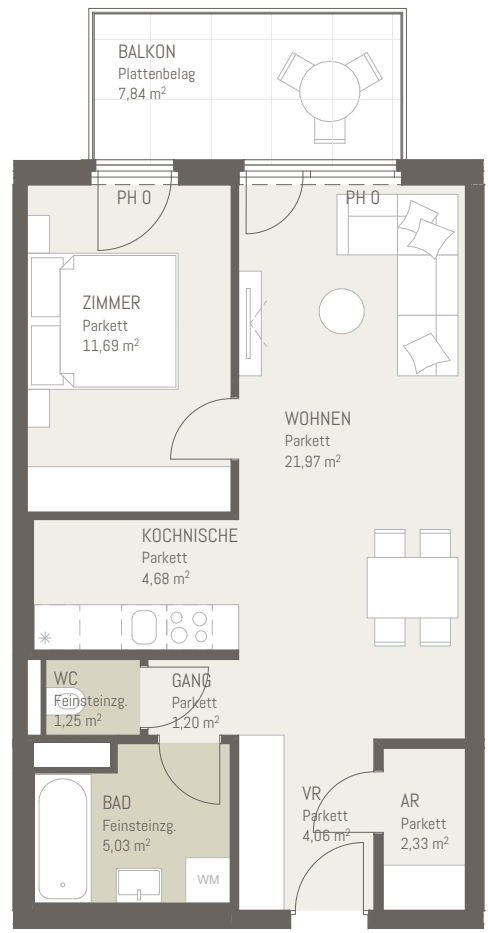 BALKON
Plattenbelag
7,84 m²
PH 0
PH 0
ZIMMER
Parkett
11,69 m²
WOHNEN
Parkett
21,97 m²
KOCHNISCHE
Parkett
4,68 m²
WC
Feinsteinzg.
1,25 m²
GANG
Parkett
1,20 m²
BAD
Feinsteinzg.
5,03 m²
WM
VR
Parkett
4,06 m²
AR
Parkett
2,33 m²